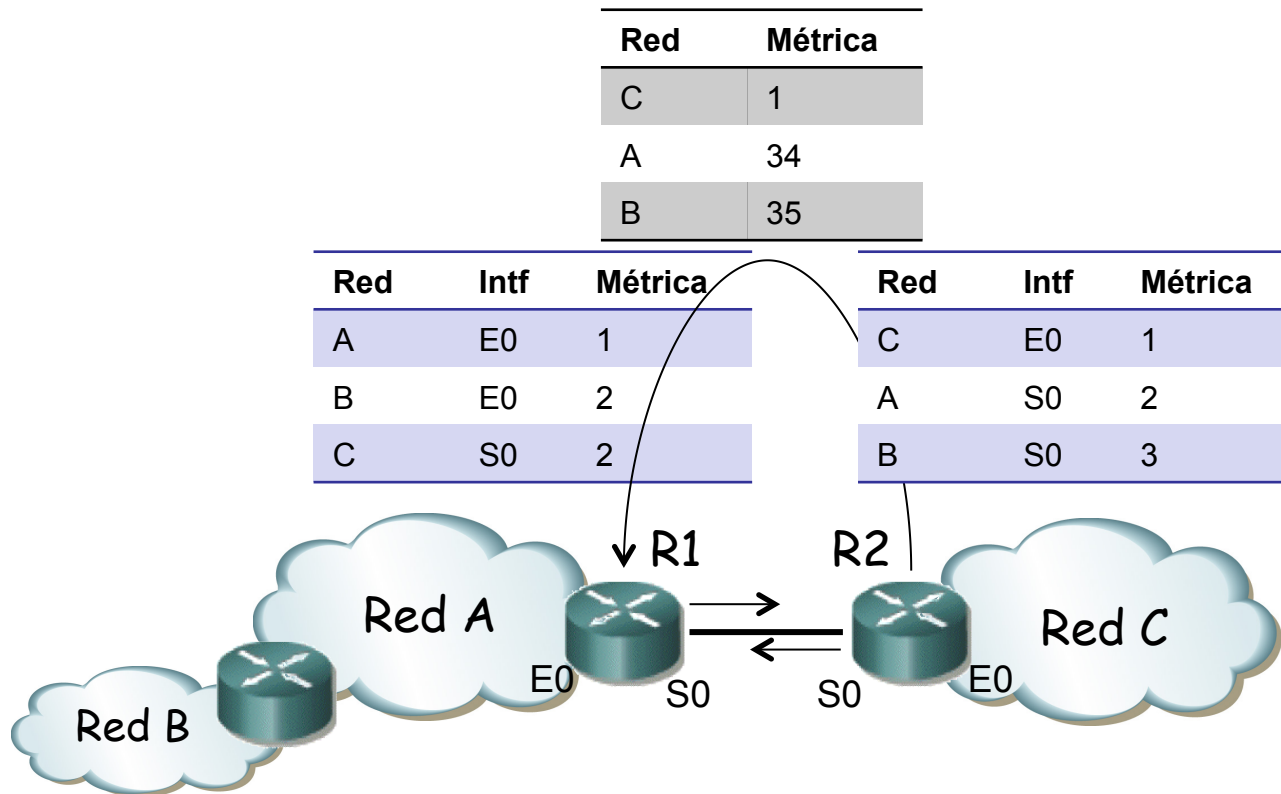 Red Métrica
C 1
A 34
B 35
Red Intf Métrica
A E0 1
B E0 2
C S0 2
Red Intf Métrica
C E0 1
A S0 2
B S0 3
R1
R2
Red A
Red C
E0
S0
S0
E0
Red B